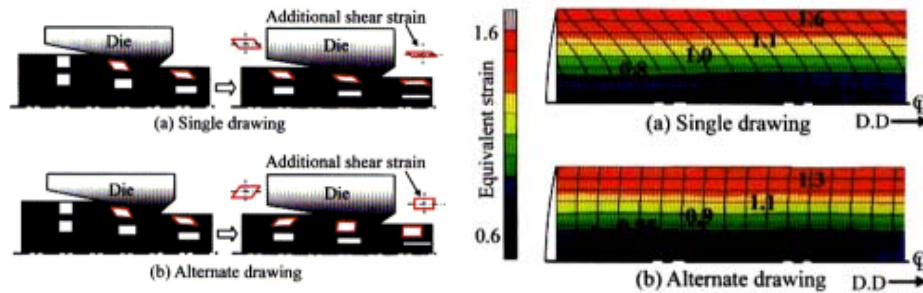 Additional shear strain
Die
Die
(a) Single drawing
Additional shear strain
Die
Die
(b) Alternate drawing
1.6
Equivalent strain
0.6
1.6
1.1
1.0
0.8
(a) Single drawing
D.D
1.3
1.1
0.9
(b) Alternate drawing
D.D